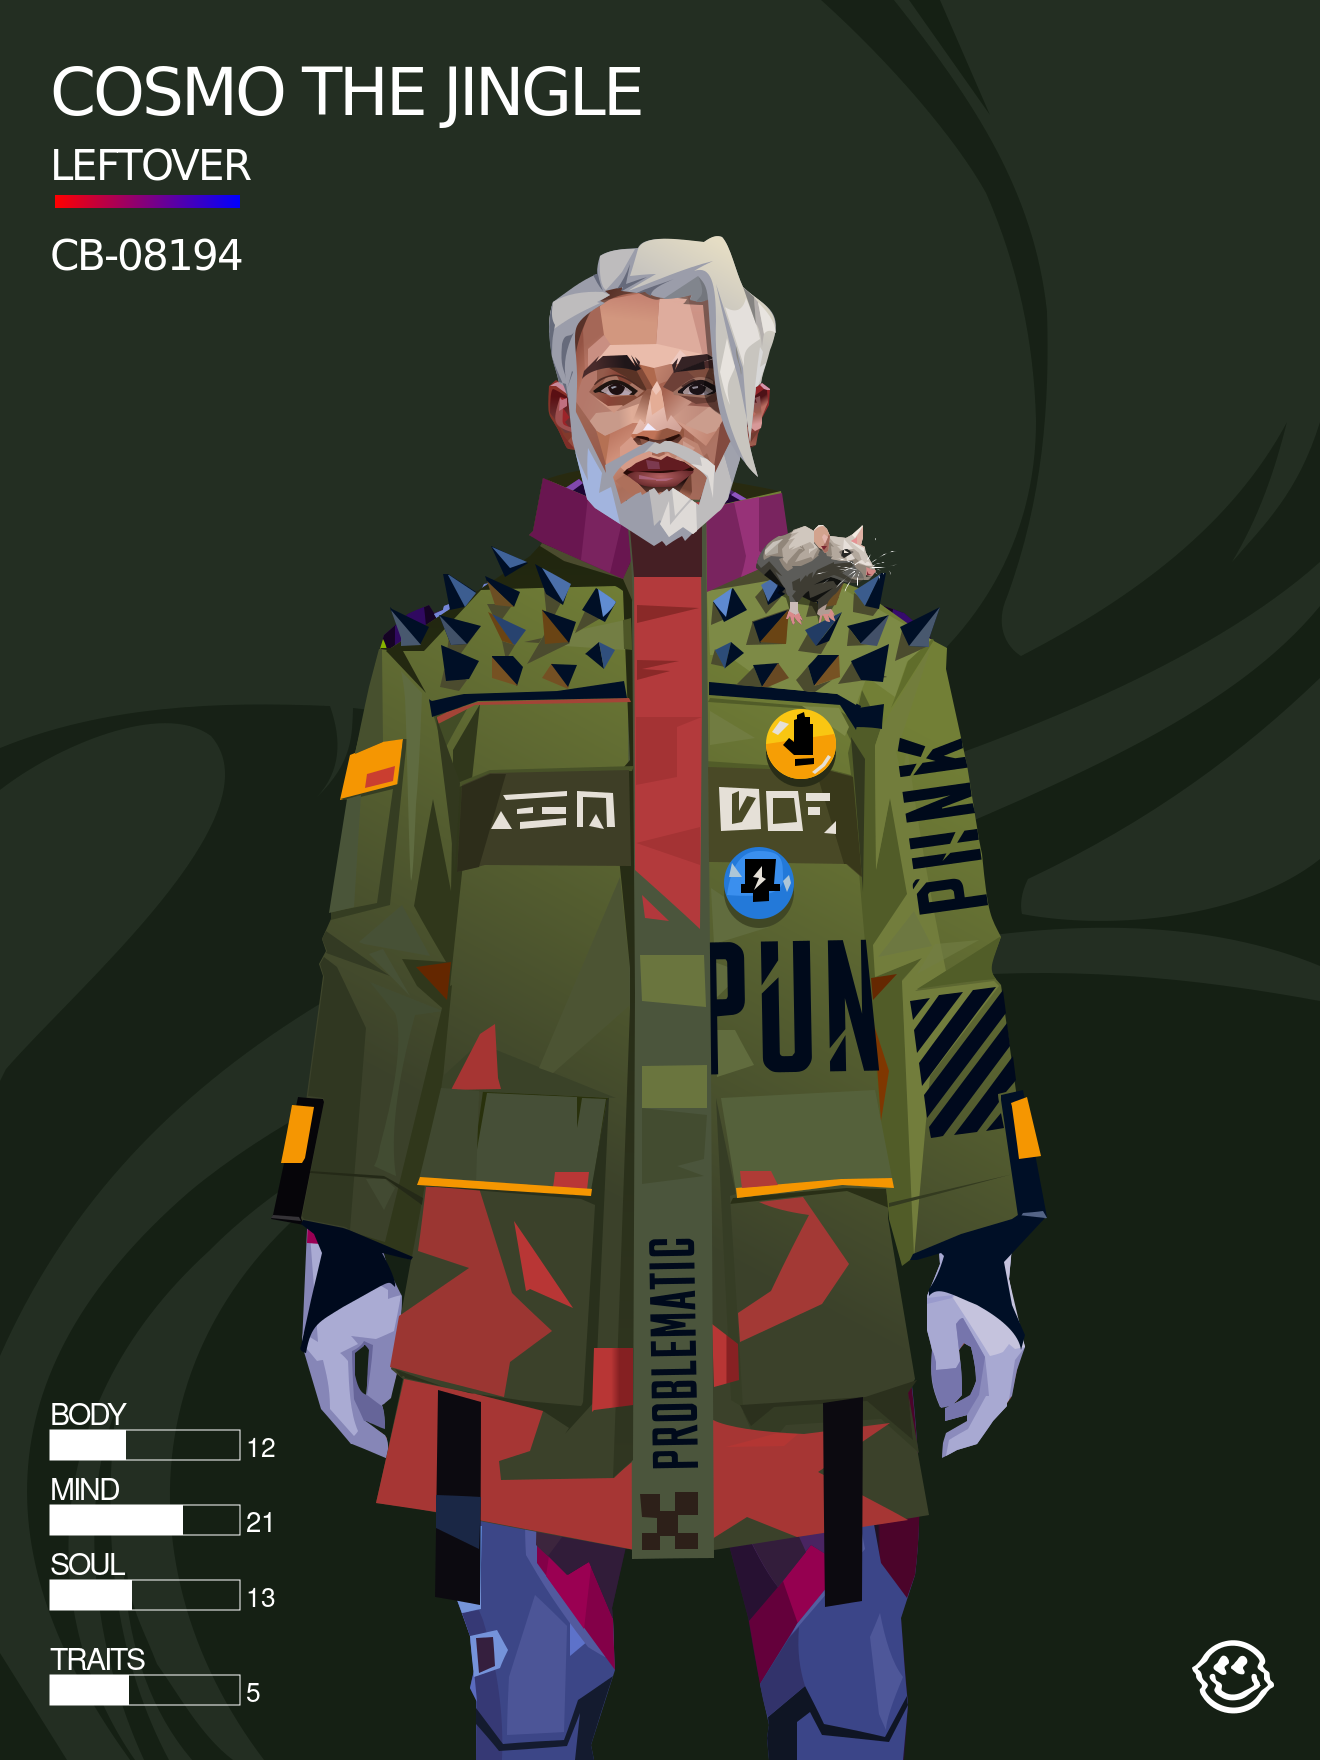 COSMO THE JINGLE
LEFTOVER
CB-08194
PUNK
PUN
PROBLEMATIC
BODY
12
MIND
21
SOUL
13
TRAITS
5